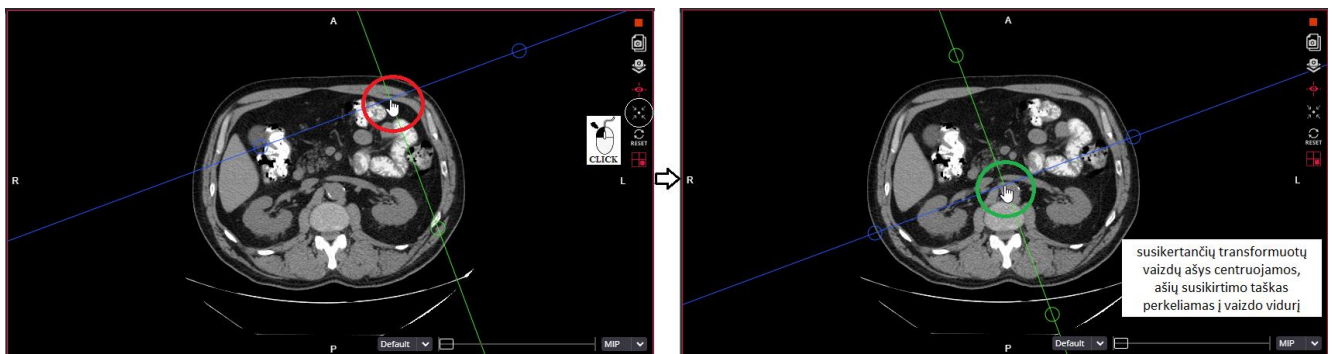 A
R
L
P
RESET
CLICK
Default
MIP
A
R
L
P
RESET
susikertančių transformuotų
vaizdų ašys centruojamos,
ašių susikirtimo taškas
perkeliamas į vaizdo vidurį
Default
MIP